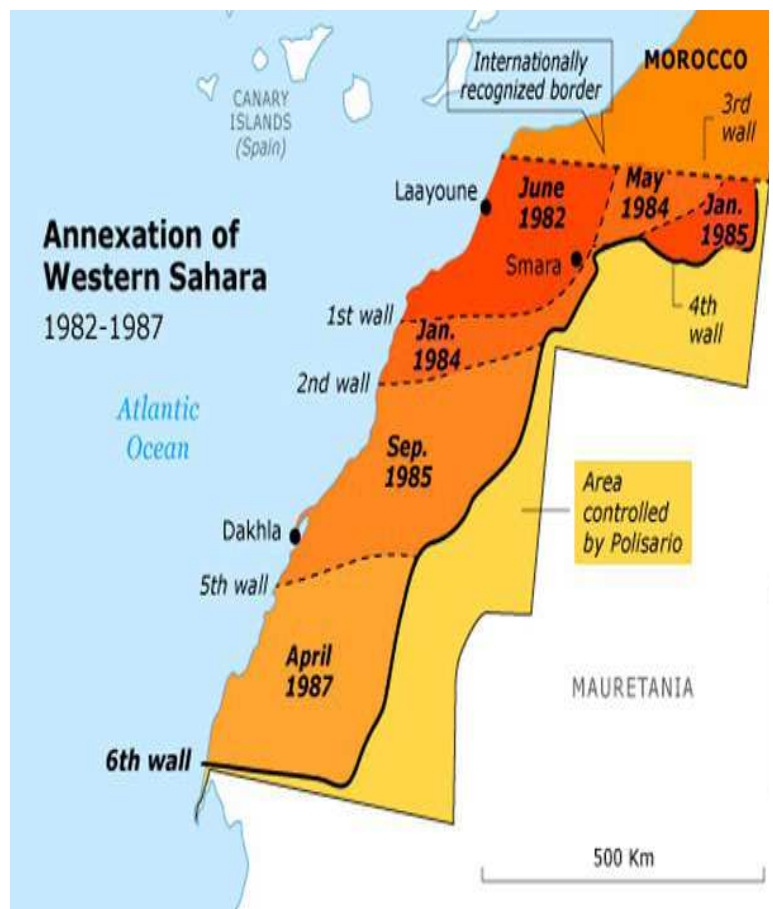 Internationally
recognized border
MOROCCO
3rd
wall
CANARY
ISLANDS
(Spain)
Laayoune
June
1982
May
1984
Jan.
1985
Annexation of
Western Sahara
1982-1987
Smara
1st wall
Jan.
1984
4th
wall
2nd wall
Atlantic
Ocean
Sep.
1985
Area
controlled
by Polisario
Dakhla
5th wall
April
1987
MAURETANIA
6th wall
500 Km